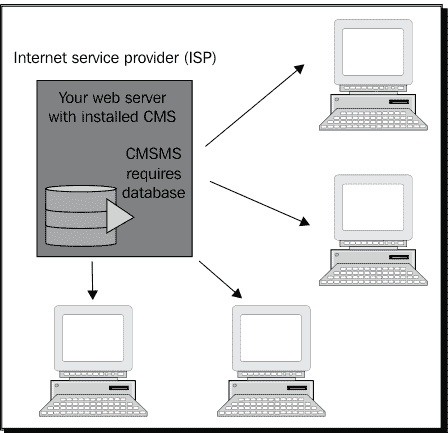 Internet service provider (ISP)
Your web server
with installed CMS
CMSMS
requires
database